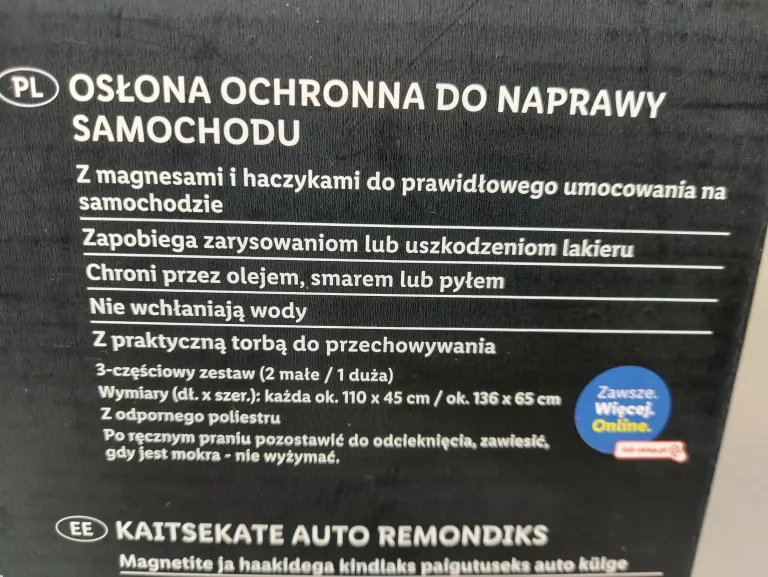 PL OSŁONA OCHRONNA DO NAPRAWY
SAMOCHODU
Z magnesami i haczykami do prawidłowego umocowania na
samochodzie
Zapobiega zarysowaniom lub uszkodzeniom lakieru
Chroni przez olejem, smarem lub pyłem
Nie wchłaniają wody
Z praktyczną torbą do przechowywania
3-częściowy zestaw (2 małe / 1 duża)
Wymiary (dł. x szer.): każda ok. 110 x 45 cm / ok. 136 x 65 cm
Z odpornego poliestru
Po ręcznym praniu pozostawić do odcieknięcia, zawiesić,
gdy jest mokra - nie wyżymać.
Zawsze.
Więcej.
Online.
EE KAITSEKATE AUTO REMONDIKS
Magnetite ja haakidega kindlaks paigutuseks auto külge